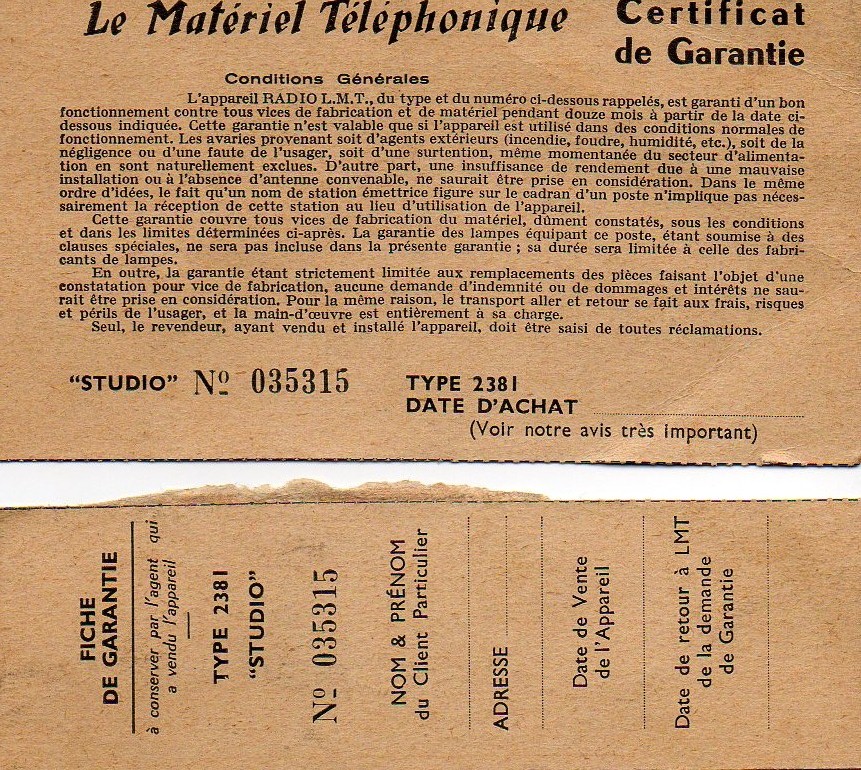 Le Matériel Téléphonique
Certificat
de Garantie
Conditions Générales
L'appareil RADIO L.M.T., du type et du numéro ci-dessous rappelés, est garanti d'un bon
fonctionnement contre tous vices de fabrication et de matériel pendant douze mois à partir de la date ci-
dessous indiquée. Cette garantie n'est valable que si l'appareil est utilisé dans des conditions normales de
fonctionnement. Les avaries provenant soit d'agents extérieurs (incendie, foudre, humidité, etc.), soit de la
négligence ou d'une faute de l'usager, soit d'une surtention, même momentanée du secteur d'alimenta-
tion en sont naturellement exclues. D'autre part, une insuffisance de rendement due à une mauvaise
installation ou à l'absence d'antenne convenable, ne saurait être prise en considération. Dans le même
ordre d'idées, le fait qu'un nom de station émettrice figure sur le cadran d'un poste n'implique pas néces-
sairement la réception de cette station au lieu d'utilisation de l'appareil.
Cette garantie couvre tous vices de fabrication du matériel, dûment constatés, sous les conditions
et dans les limites déterminées ci-après. La garantie des lampes équipant ce poste, étant soumise à des
clauses spéciales, ne sera pas incluse dans la présente garantie ; sa durée sera limitée à celle des fabri-
cants de lampes.
En outre, la garantie étant strictement limitée aux remplacements des pièces faisant l'objet d'une
constatation pour vice de fabrication, aucune demande d'indemnité ou de dommages et intérêts ne sau-
rait être prise en considération. Pour la même raison, le transport aller et retour se fait aux frais, risques
et périls de l'usager, et la main-d'œuvre est entièrement à sa charge.
Seul, le revendeur, ayant vendu et installé l'appareil, doit être saisi de toutes réclamations.
"STUDIO" Nº 035315
TYPE 2381
DATE D'ACHAT
(Voir notre avis très important)
FICHE
DE GARANTIE
à conserver par l'agent qui
a vendu l'appareil
TYPE 2381
"STUDIO"
Nº 035315
NOM & PRÉNOM
du Client Particulier
ADRESSE
Date de Vente
de l'Appareil
Date de retour à LMT
de la demande
de Garantie